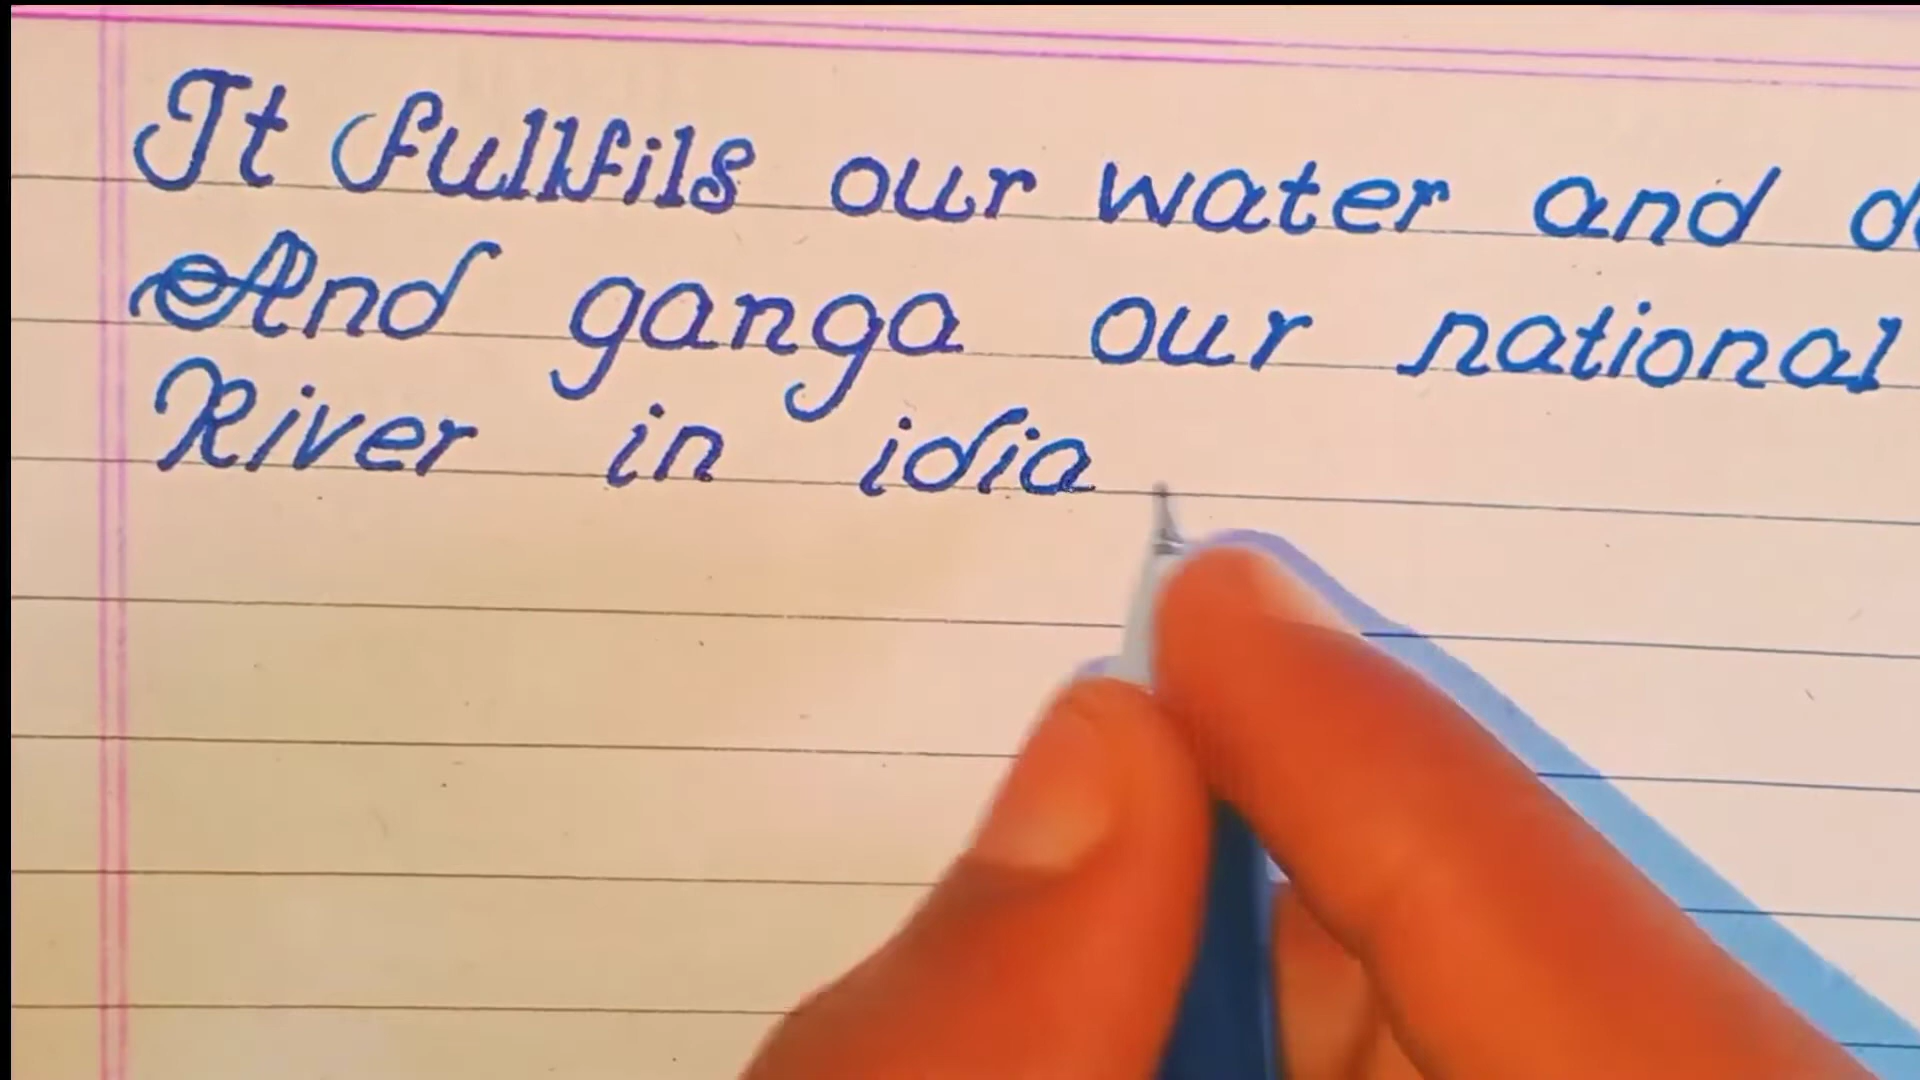 It fullfils our water and
And ganga our national
River in idia